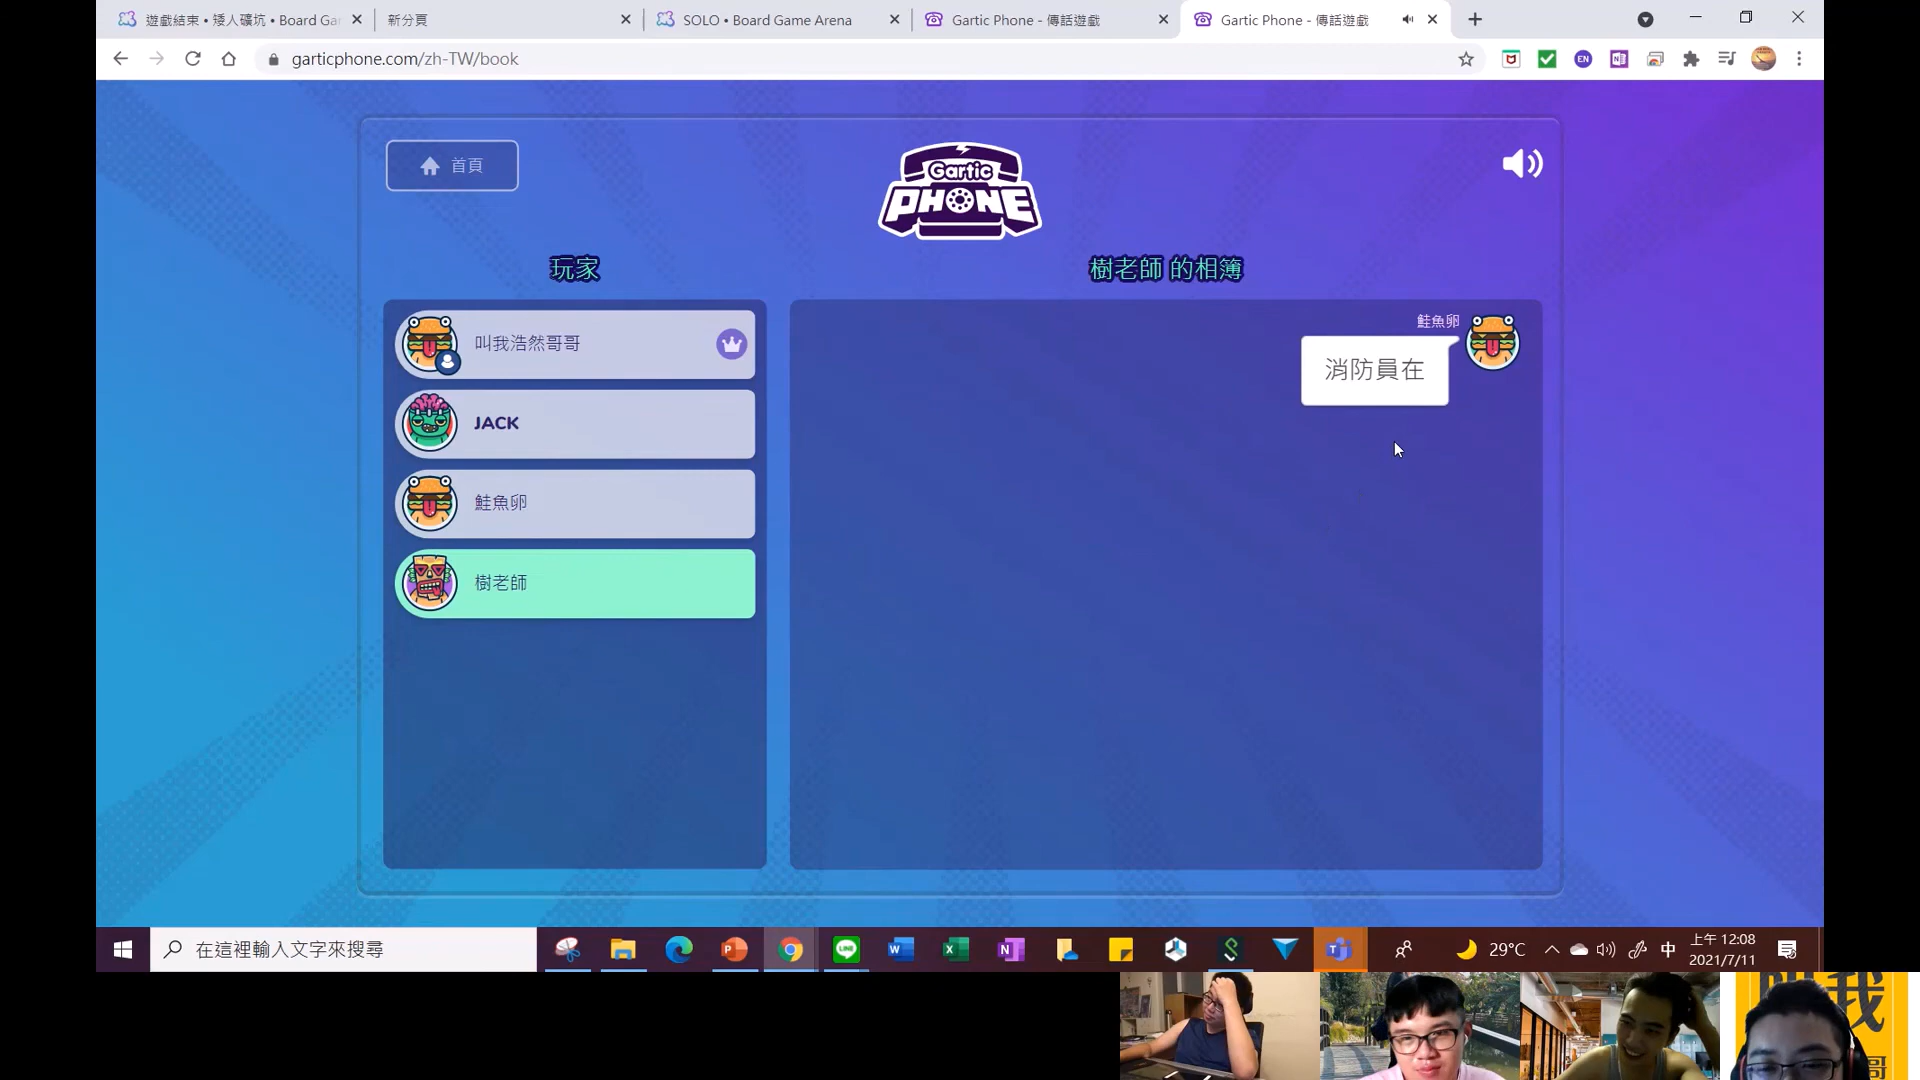 遊戲結束 • 矮人礦坑 • Board Ga
新分頁
SOLO • Board Game Arena
Gartic Phone - 傳話遊戲
Gartic Phone - 傳話遊戲
garticphone.com/zh-TW/book
EN
首頁
Gartic
PHONE
玩家
樹老師 的相簿
叫我浩然哥哥
JACK
鮭魚卵
樹老師
鮭魚卵
消防員在
在這裡輸入文字來搜尋
29°C
中
上午 12:08
2021/7/11
我
哥